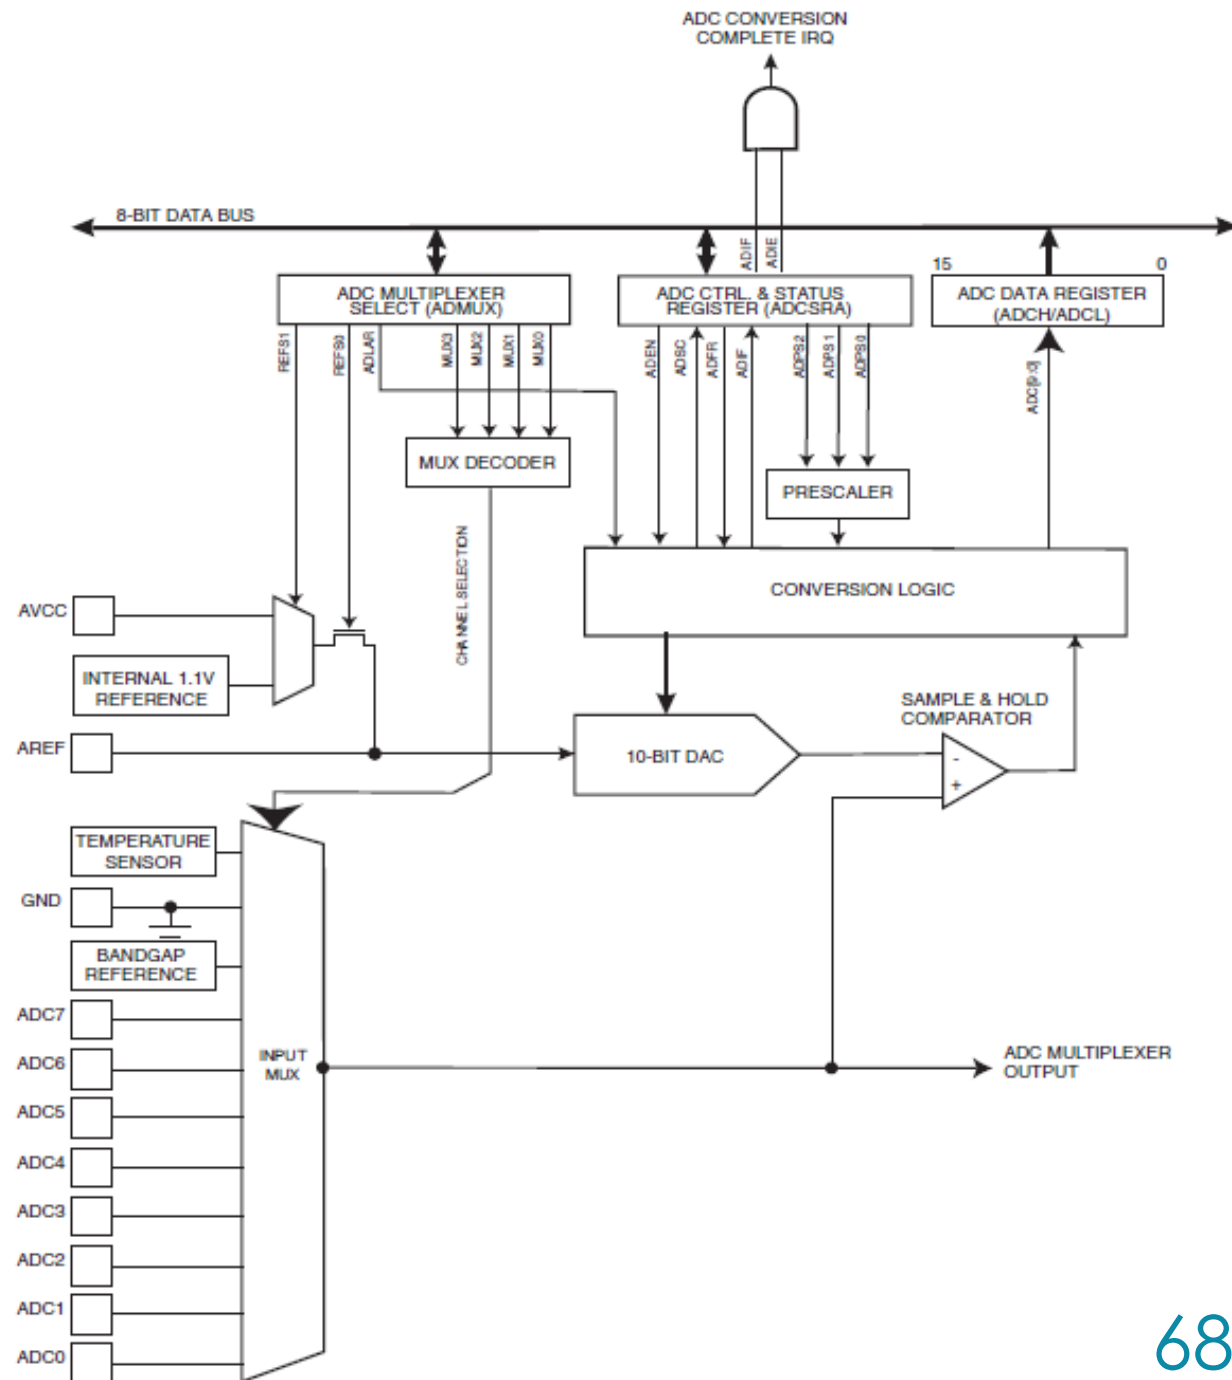 ADC CONVERSION
COMPLETE IRQ
8-BIT DATA BUS
ADIF
ADIE
15
0
ADC MULTIPLEXER
SELECT (ADMUX)
ADC CTRL. & STATUS
REGISTER (ADCSRA)
ADC DATA REGISTER
(ADCH/ADCL)
REFS1
REFS0
ADLAR
MUX3
MUX2
MUX1
MUX0
ADEN
ADSC
ADFR
ADIF
ADPS2
ADPS1
ADPS0
ADC[9:0]
MUX DECODER
PRESCALER
CHANNEL SELECTION
CONVERSION LOGIC
AVCC
INTERNAL 1.1V
REFERENCE
SAMPLE & HOLD
COMPARATOR
AREF
10-BIT DAC
-
+
TEMPERATURE
SENSOR
GND
BANDGAP
REFERENCE
ADC7
ADC6
INPUT
MUX
ADC MULTIPLEXER
OUTPUT
ADC5
ADC4
ADC3
ADC2
ADC1
ADC0
68